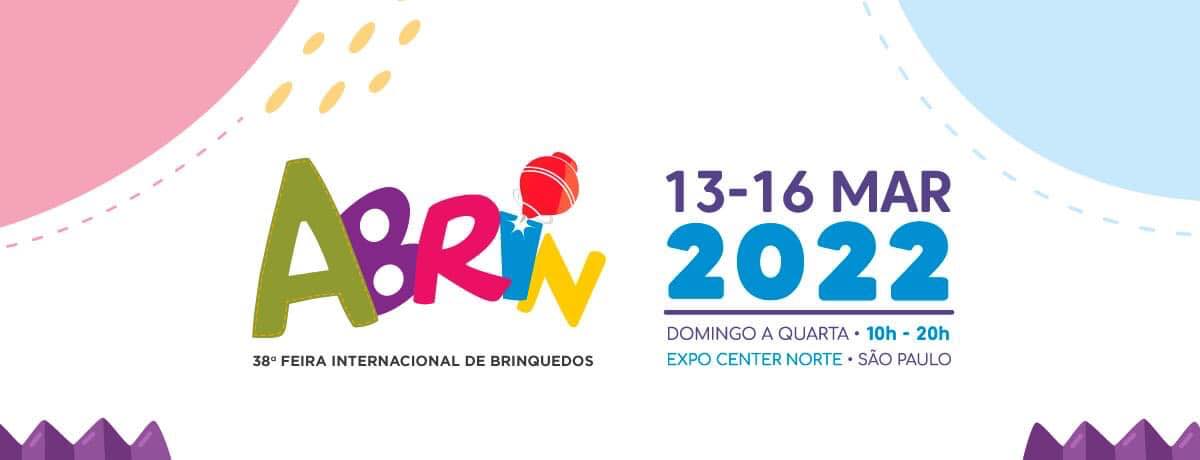 ABRIN
38ª FEIRA INTERNACIONAL DE BRINQUEDOS
13-16 MAR
2022
DOMINGO A QUARTA • 10h - 20h
EXPO CENTER NORTE • SÃO PAULO